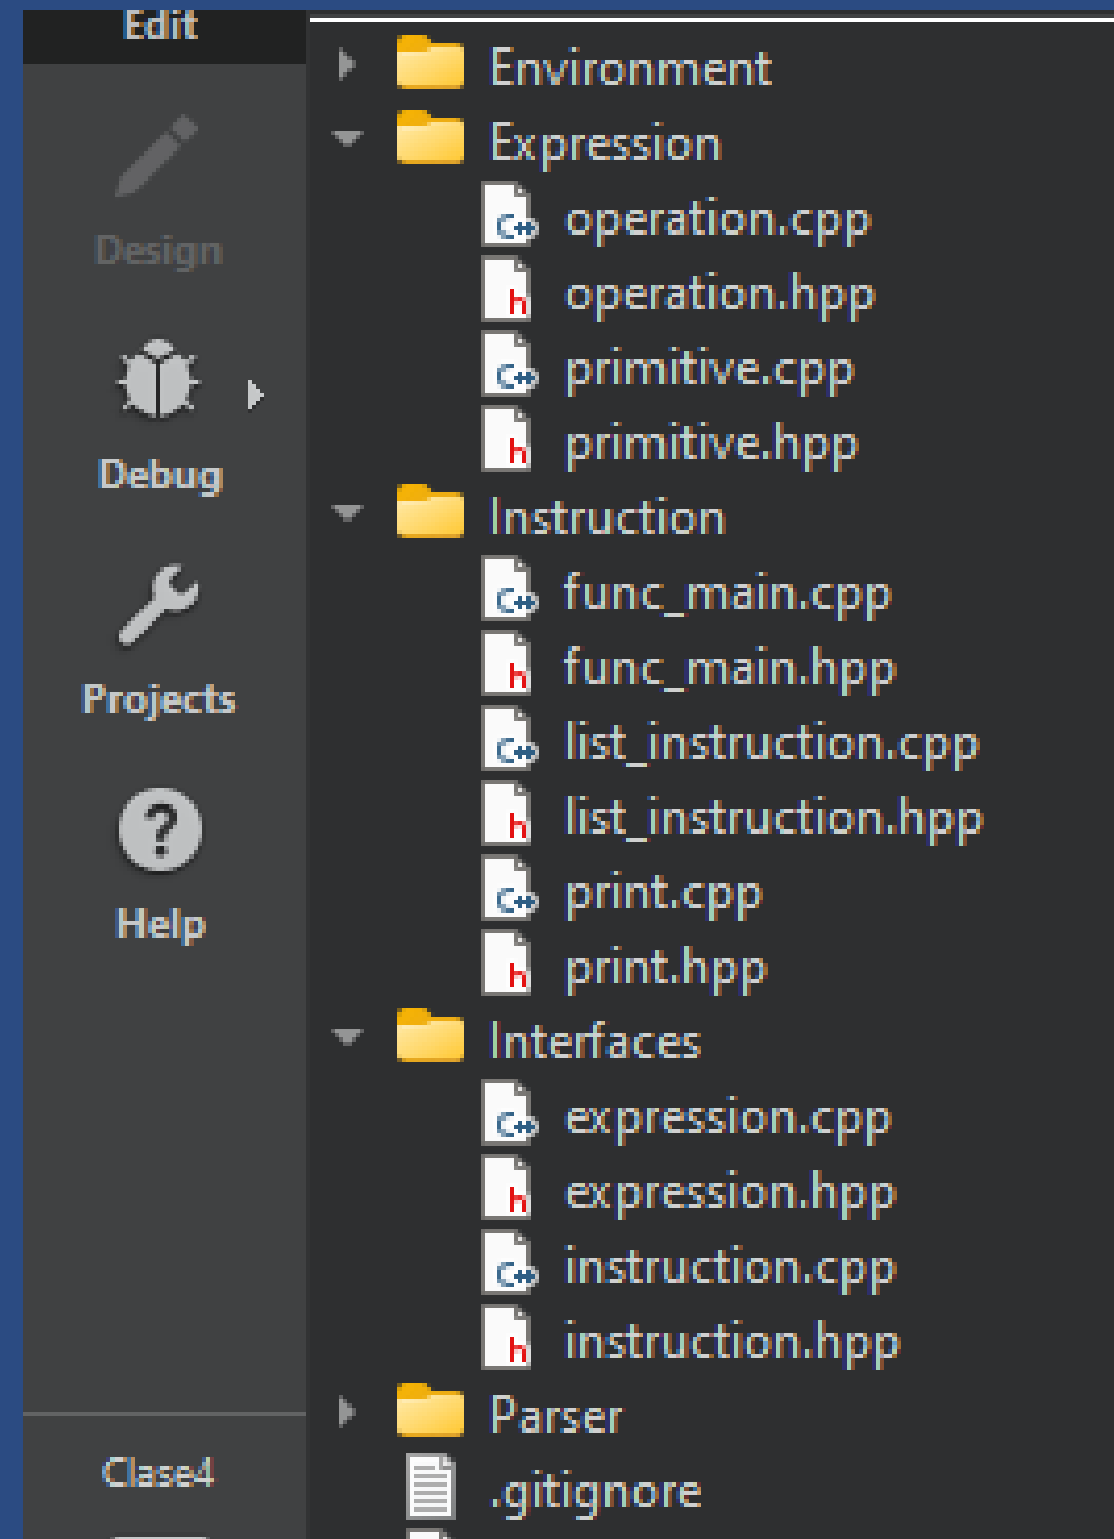 Edit
Design
Debug
Projects
Help
Clase4
Environment
Expression
operation.cpp
operation.hpp
primitive.cpp
primitive.hpp
Instruction
func_main.cpp
func_main.hpp
list_instruction.cpp
list_instruction.hpp
print.cpp
print.hpp
Interfaces
expression.cpp
expression.hpp
instruction.cpp
instruction.hpp
Parser
.gitignore